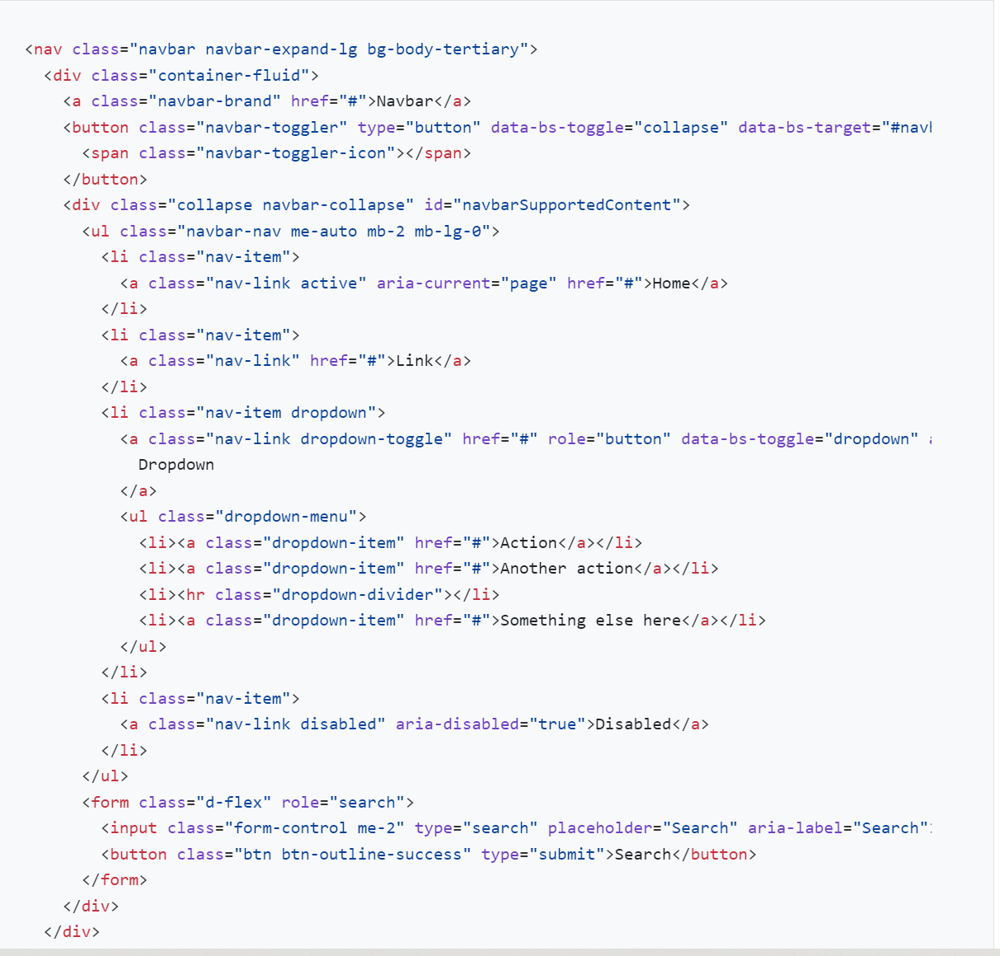 <nav class="navbar navbar-expand-lg bg-body-tertiary">
  <div class="container-fluid">
    <a class="navbar-brand" href="#">Navbar</a>
    <button class="navbar-toggler" type="button" data-bs-toggle="collapse" data-bs-target="#nav
      <span class="navbar-toggler-icon"></span>
    </button>
    <div class="collapse navbar-collapse" id="navbarSupportedContent">
      <ul class="navbar-nav me-auto mb-2 mb-lg-0">
        <li class="nav-item">
          <a class="nav-link active" aria-current="page" href="#">Home</a>
        </li>
        <li class="nav-item">
          <a class="nav-link" href="#">Link</a>
        </li>
        <li class="nav-item dropdown">
          <a class="nav-link dropdown-toggle" href="#" role="button" data-bs-toggle="dropdown"
            Dropdown
          </a>
          <ul class="dropdown-menu">
            <li><a class="dropdown-item" href="#">Action</a></li>
            <li><a class="dropdown-item" href="#">Another action</a></li>
            <li><hr class="dropdown-divider"></li>
            <li><a class="dropdown-item" href="#">Something else here</a></li>
          </ul>
        </li>
        <li class="nav-item">
          <a class="nav-link disabled" aria-disabled="true">Disabled</a>
        </li>
      </ul>
      <form class="d-flex" role="search">
        <input class="form-control me-2" type="search" placeholder="Search" aria-label="Search"
        <button class="btn btn-outline-success" type="submit">Search</button>
      </form>
    </div>
  </div>